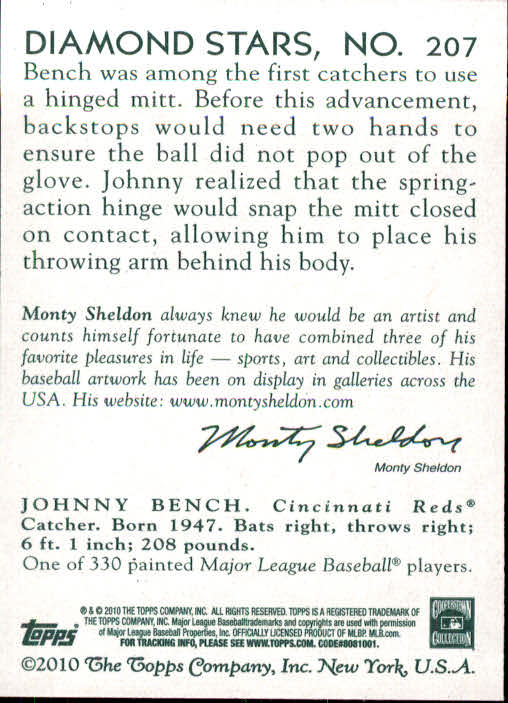 DIAMOND STARS, NO. 207
Bench was among the first catchers to use
a hinged mitt. Before this advancement,
backstops would need two hands to
ensure the ball did not pop out of the
glove. Johnny realized that the spring-
action hinge would snap the mitt closed
on contact, allowing him to place his
throwing arm behind his body.
Monty Sheldon always knew he would be an artist and
counts himself fortunate to have combined three of his
favorite pleasures in life — sports, art and collectibles. His
baseball artwork has been on display in galleries across the
USA. His website: www.montysheldon.com
Monty Sheldon
Monty Sheldon
JOHNNY BENCH. Cincinnati Reds®
Catcher. Born 1947. Bats right, throws right;
6 ft. 1 inch; 208 pounds.
One of 330 painted Major League Baseball® players.
Topps®
® & © 2010 THE TOPPS COMPANY, INC. ALL RIGHTS RESERVED. TOPPS IS A REGISTERED TRADEMARK OF
THE TOPPS COMPANY, INC. Major League Baseballtrademarks and copyrights are used with permission
of Major League Baseball Properties, Inc. OFFICIALLY LICENSED PRODUCT OF MLBP. MLB.com.
FOR TRACKING INFO, PLEASE SEE WWW.TOPPS.COM. CODE#8081001.
COOPERSTOWN
COLLECTION
©2010 The Topps Company, Inc. New York, U.S.A.